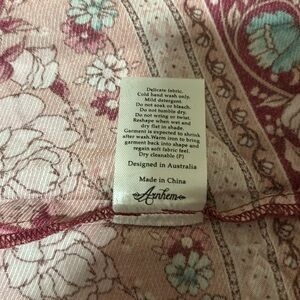 Delicate fabric.
Cold hand wash only.
Mild detergent.
Do not soak or bleach.
Do not tumble dry.
Do not wring or twist.
Reshape when wet and
dry flat in shade.
Garment is expected to shrink
after wash.Warm iron to bring
garment back into shape and
regain soft fabric feel.
Dry cleanable (P)
Designed in Australia
Made in China
Arnhem